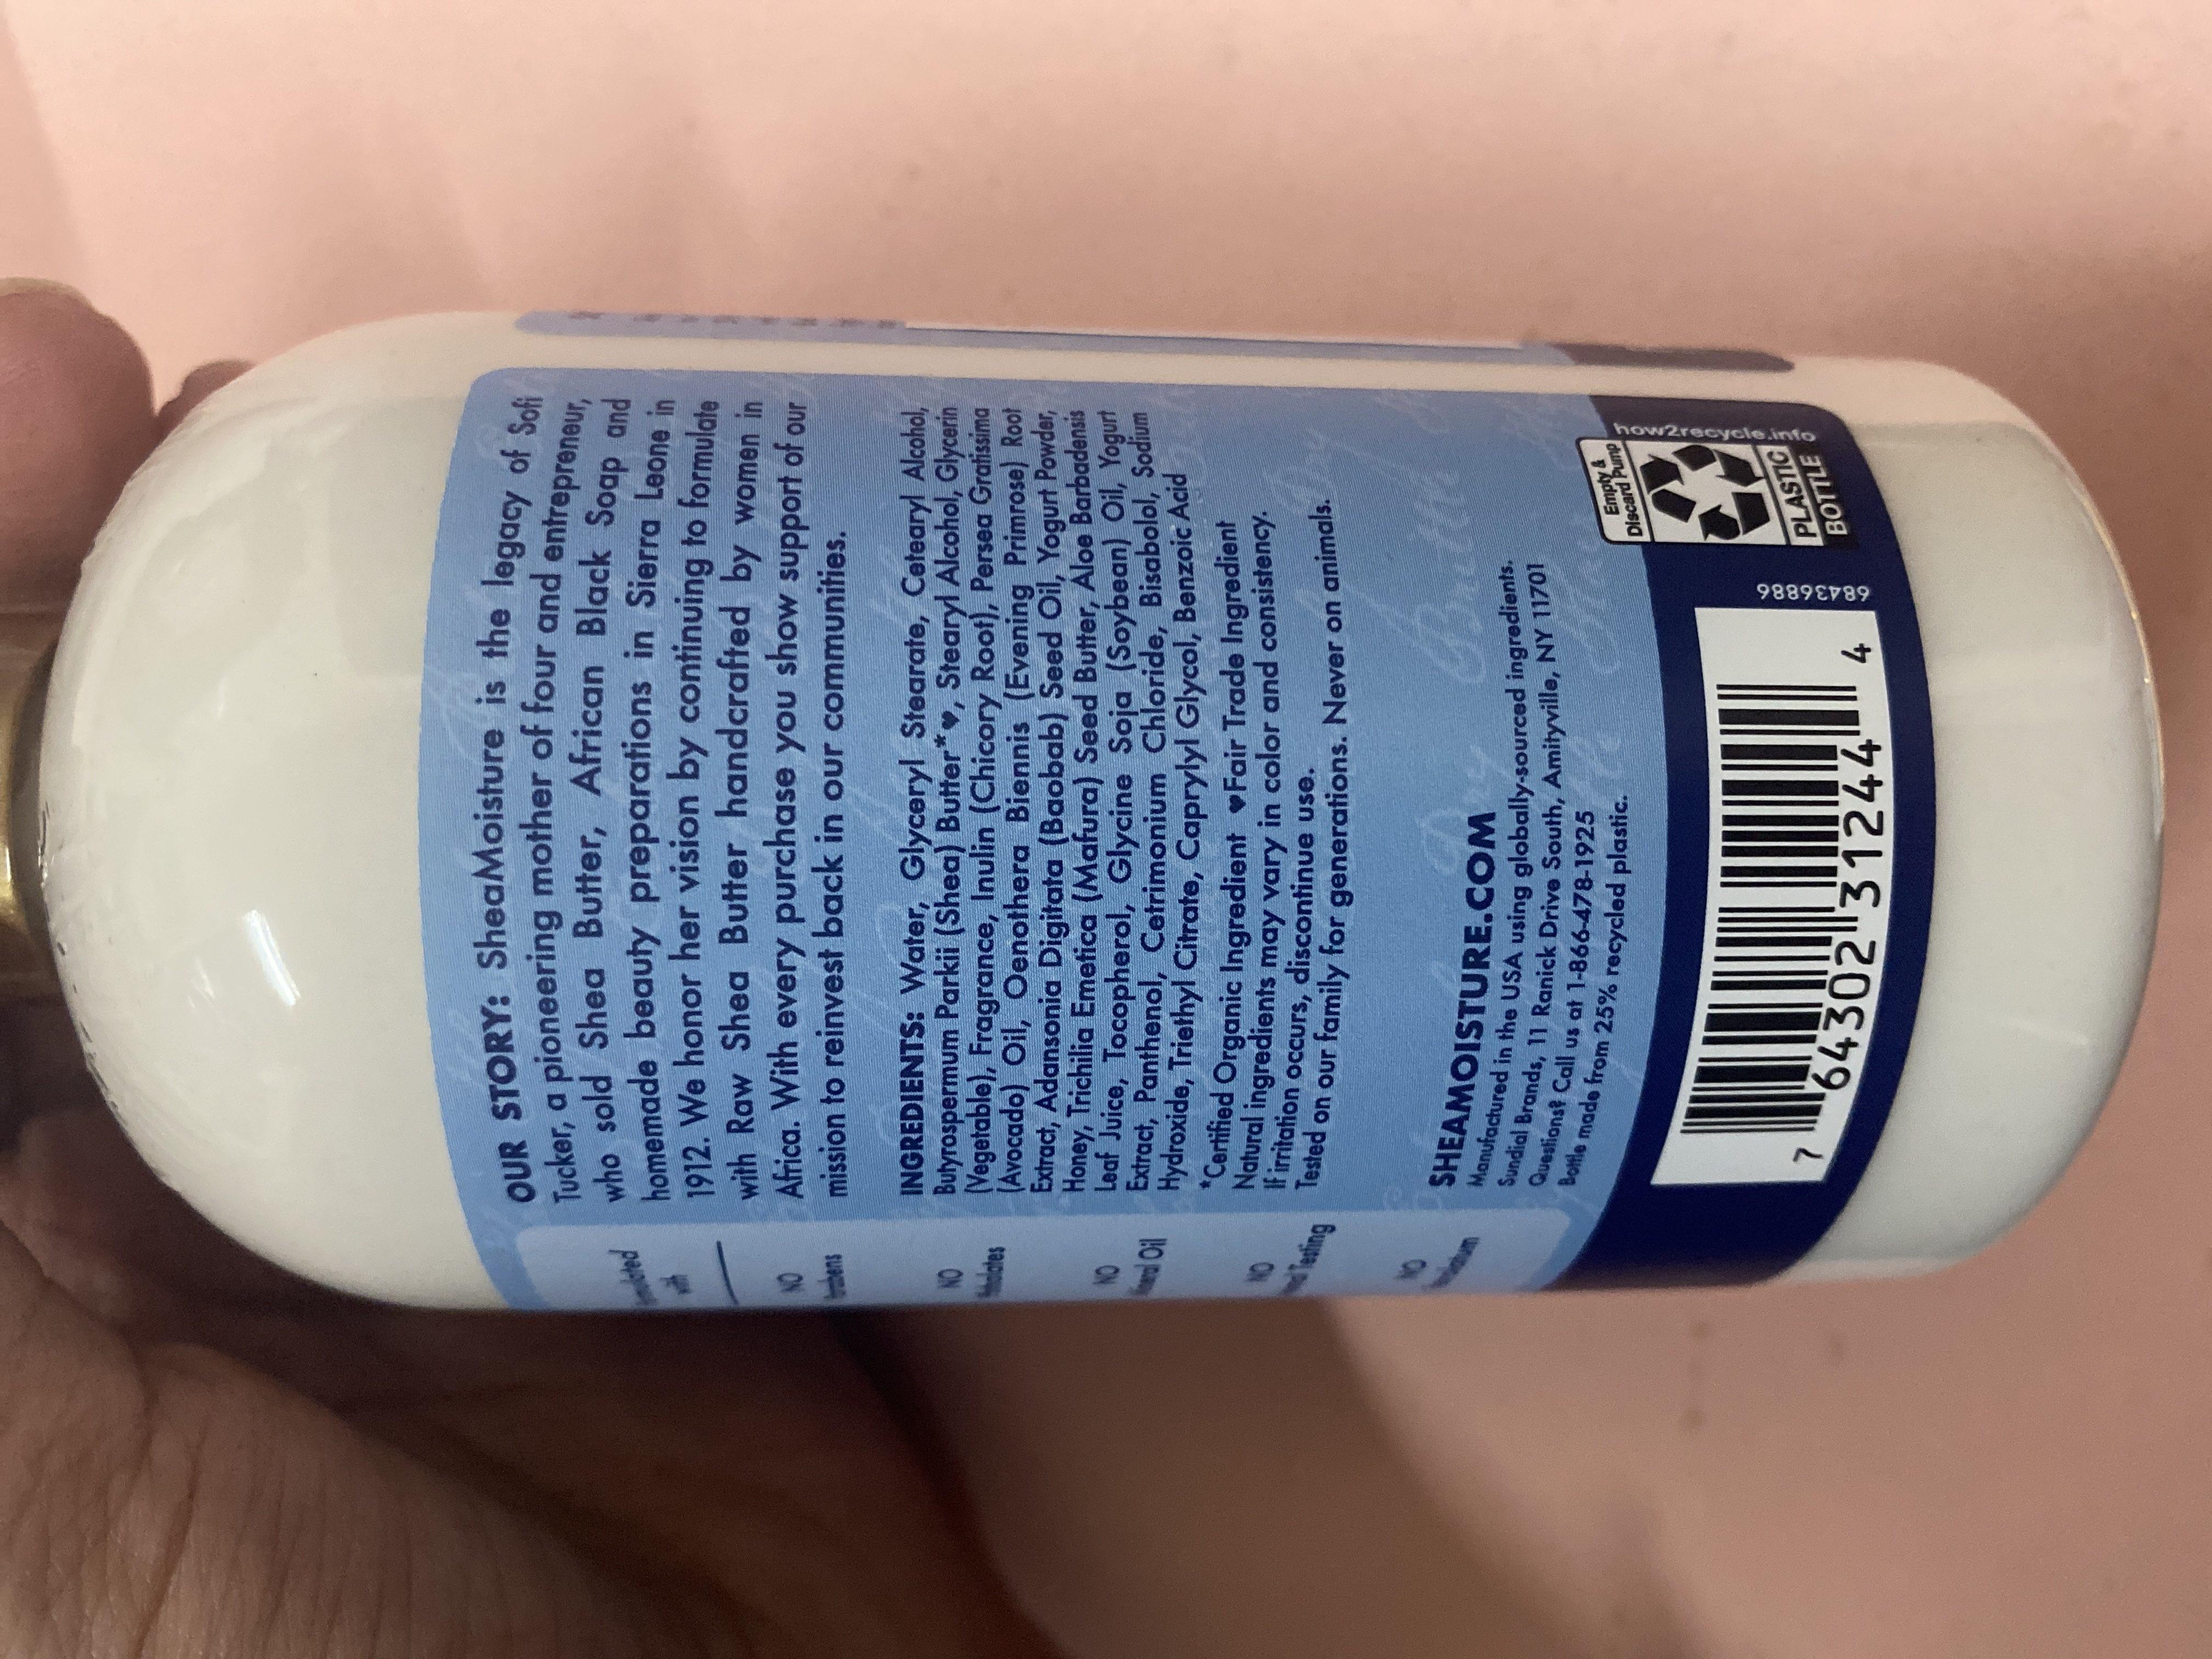 OUR STORY: SheaMoisture is the legacy of Sofi
Tucker, a pioneering mother of four and entrepreneur,
who sold Shea Butter, African Black Soap and
homemade beauty preparations in Sierra Leone in
1912. We honor her vision by continuing to formulate
with Raw Shea Butter handcrafted by women in
Africa. With every purchase you show support of our
mission to reinvest back in our communities.
INGREDIENTS: Water, Glyceryl Stearate, Cetearyl Alcohol,
Butyrospermum Parkii (Shea) Butter*♥, Stearyl Alcohol, Glycerin
(Vegetable), Fragrance, Inulin (Chicory Root), Persea Gratissima
(Avocado) Oil, Oenothera Biennis (Evening Primrose) Root
Extract, Adansonia Digitata (Baobab) Seed Oil, Yogurt Powder,
Honey, Trichilia Emetica (Mafura) Seed Butter, Aloe Barbadensis
Leaf Juice, Tocopherol, Glycine Soja (Soybean) Oil, Yogurt
Extract, Panthenol, Cetrimonium Chloride, Bisabolol, Sodium
Hydroxide, Triethyl Citrate, Caprylyl Glycol, Benzoic Acid
*Certified Organic Ingredient ♥Fair Trade Ingredient
Natural ingredients may vary in color and consistency.
If irritation occurs, discontinue use.
Tested on our family for generations. Never on animals.
SHEAMOISTURE.COM
Manufactured in the USA using globally-sourced ingredients.
Sundial Brands, 11 Ranick Drive South, Amityville, NY 11701
Questions? Call us at 1-866-478-1925
Bottle made from 25% recycled plastic.
7 64302 31244 4
68436886
Empty &
Discard Pump
PLASTIC
BOTTLE
how2recycle.info
with
NO
NO
NO
Oil
NO
Testing
NO